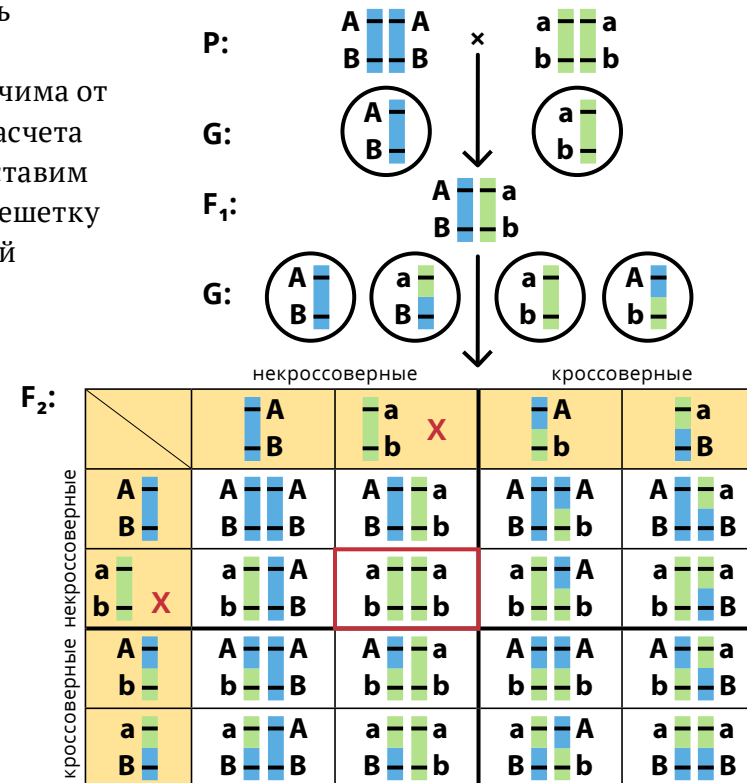 ь
чима от
асчета
ставим
ешетку
й
P:
A A × a a
B B b b
G:
A a
B b
F₁:
A a
B b
G:
A a a A
B B b b
F₂:
некроссоверные кроссоверные
A a X A a
B b b B
некроссоверные
A A A A a A A A a
B B B B b B b B B
a a A a a a A a a
b X b B b b b b b B
кроссоверные
A A A A a A A A a
b b B b b b b b B
a a A a a a A a a
B B B B b B b B B